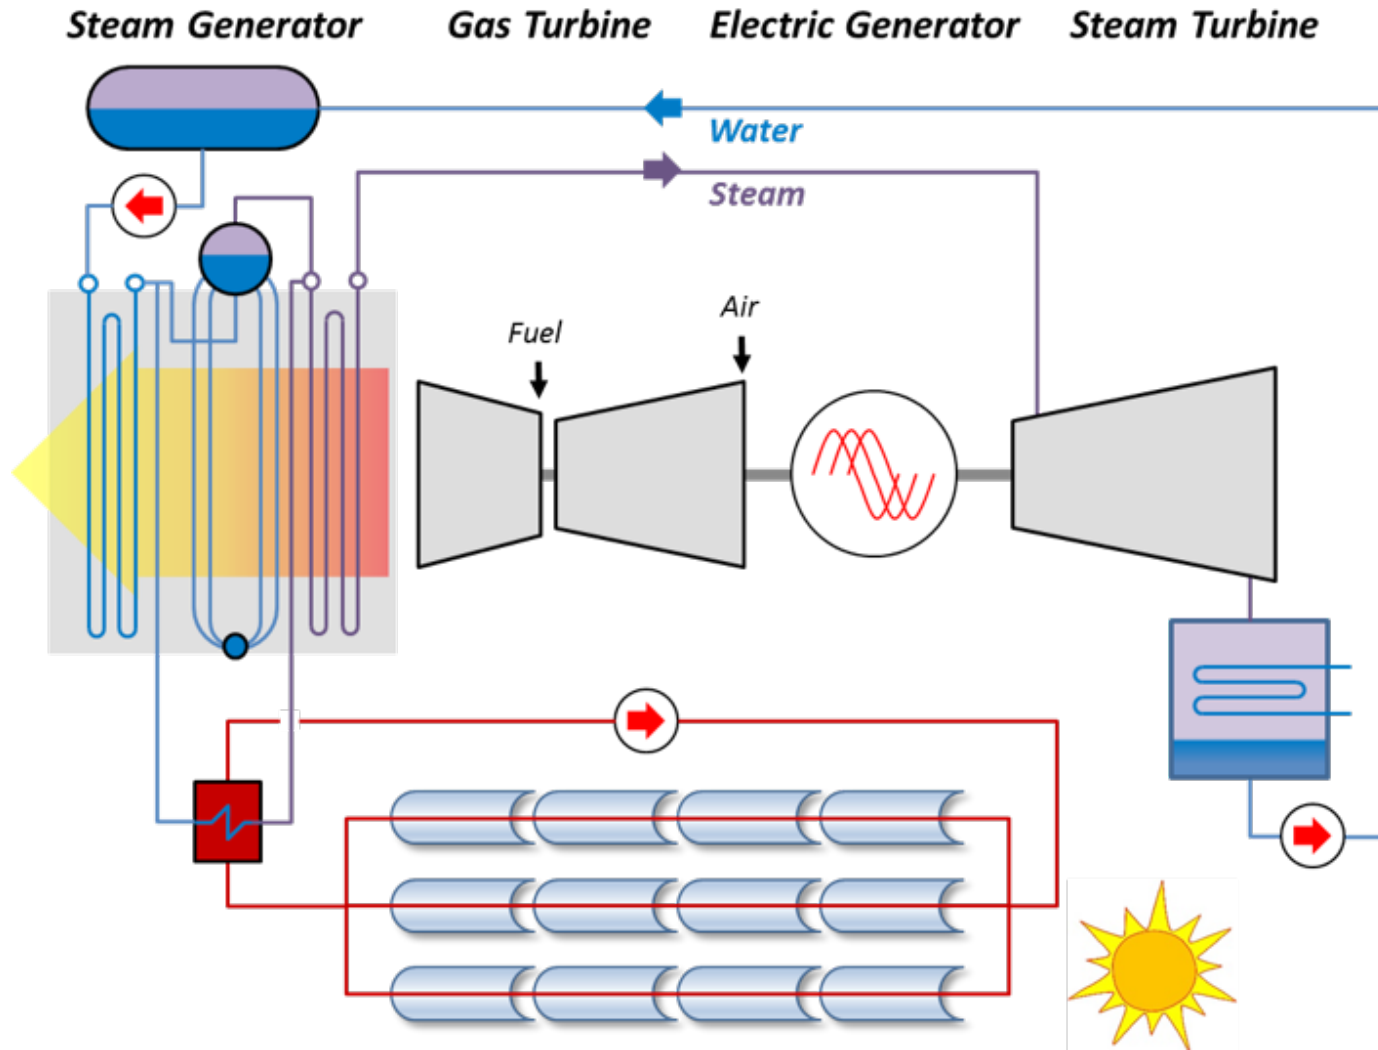 Steam Generator
Gas Turbine
Electric Generator
Steam Turbine
Water
Steam
Air
Fuel